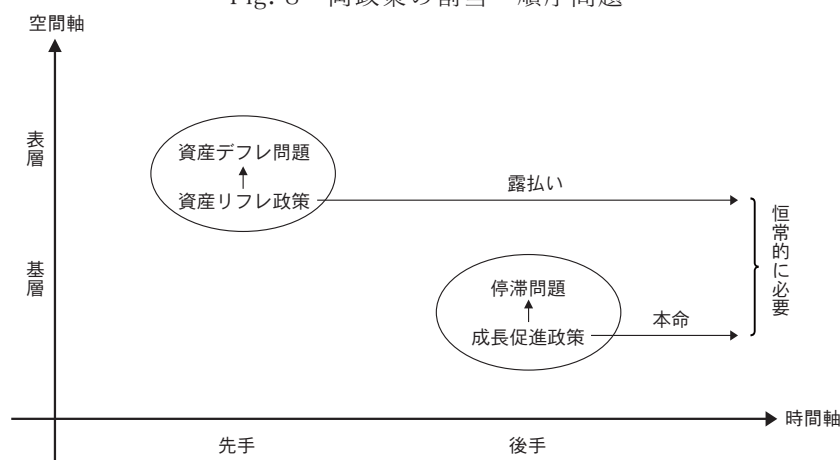 Fig. 8 両政策の割当・順序問題
空間軸
表層
資産デフレ問題
資産リフレ政策
露払い
恒常的に必要
基層
停滞問題
成長促進政策
本命
時間軸
先手
後手